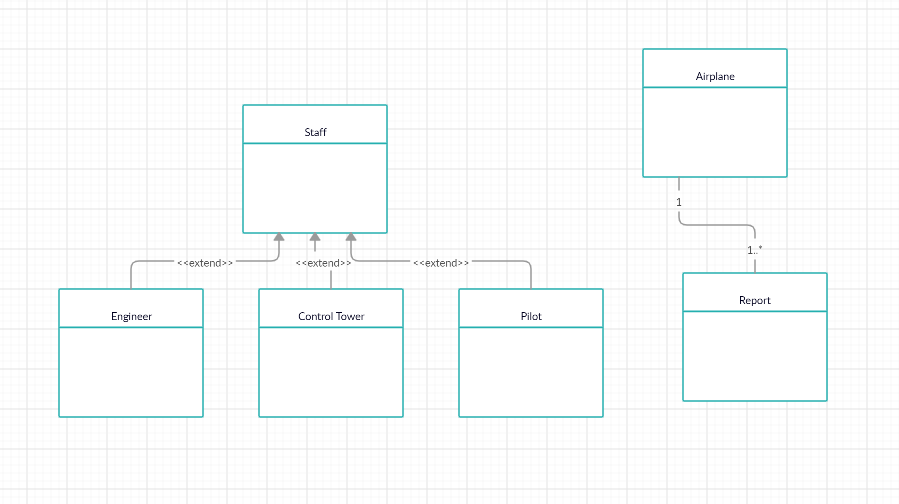 Airplane
Staff
1
1..*
<<extend>>
<<extend>>
<<extend>>
Report
Engineer
Control Tower
Pilot